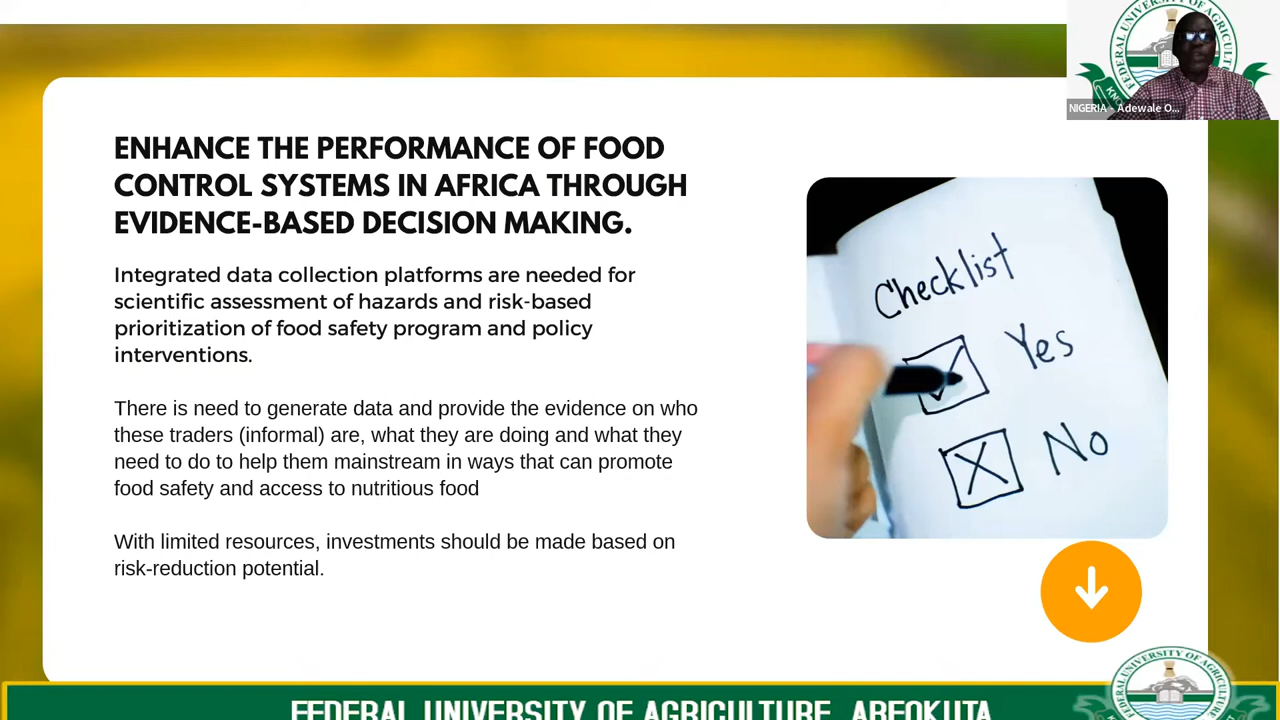 FEDERAL UNIVERSITY OF AGRICULTURE
NIGERIA - Adewale O...
ENHANCE THE PERFORMANCE OF FOOD
CONTROL SYSTEMS IN AFRICA THROUGH
EVIDENCE-BASED DECISION MAKING.
Integrated data collection platforms are needed for
scientific assessment of hazards and risk-based
prioritization of food safety program and policy
interventions.
There is need to generate data and provide the evidence on who
these traders (informal) are, what they are doing and what they
need to do to help them mainstream in ways that can promote
food safety and access to nutritious food
With limited resources, investments should be made based on
risk-reduction potential.
Checklist
Yes
No
FEDERAL UNIVERSITY OF AGRICULTURE, ABEOKUTA